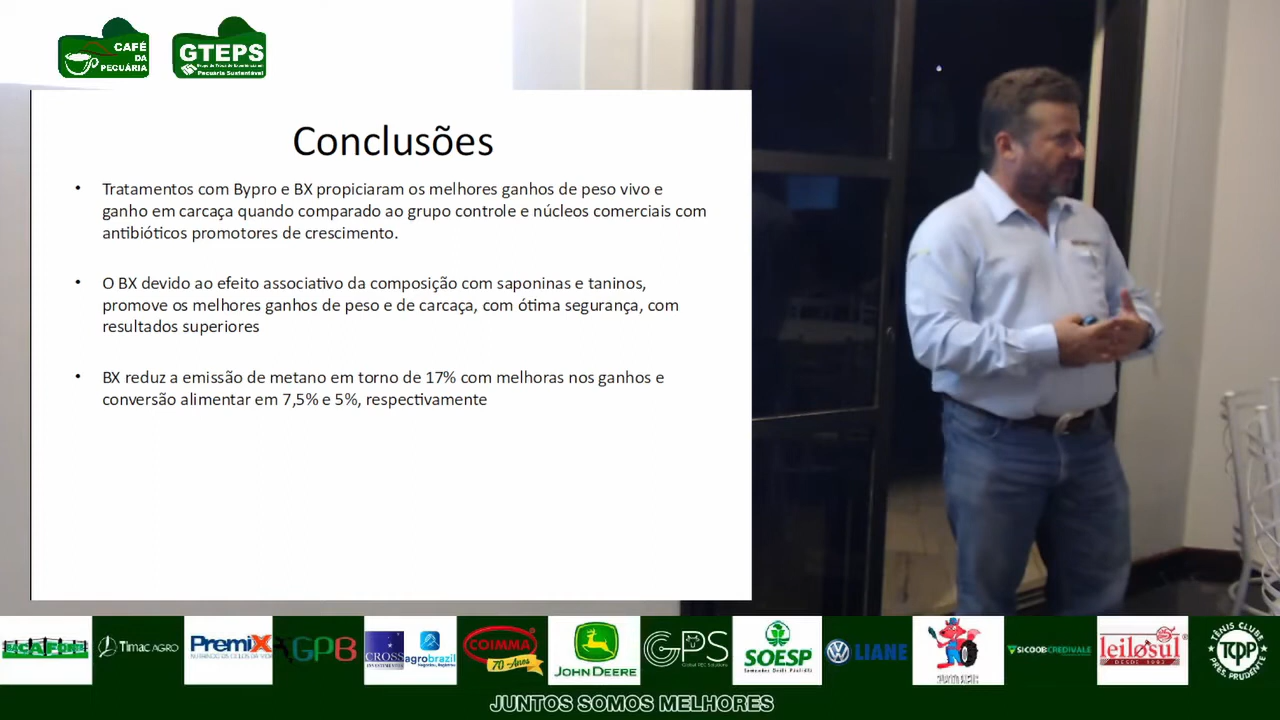 CAFÉ
DA
PECUÁRIA
GTEPS
Pecuária Sustentável
Conclusões
• Tratamentos com Bypro e BX propiciaram os melhores ganhos de peso vivo e
ganho em carcaça quando comparado ao grupo controle e núcleos comerciais com
antibióticos promotores de crescimento.
• O BX devido ao efeito associativo da composição com saponinas e taninos,
promove os melhores ganhos de peso e de carcaça, com ótima segurança, com
resultados superiores
• BX reduz a emissão de metano em torno de 17% com melhoras nos ganhos e
conversão alimentar em 7,5% e 5%, respectivamente
TIMAC AGRO
PREMIX
GPB
CROSS
INVESTIMENTOS
agrobrazil
COIMMA
70 Anos
JOHN DEERE
GPS
SOESP
LIANE
SICOOB CREDIVALE
leilosul
DESDE 1993
TÊNIS CLUBE
TCPP
PRES. PRUDENTE
JUNTOS SOMOS MELHORES